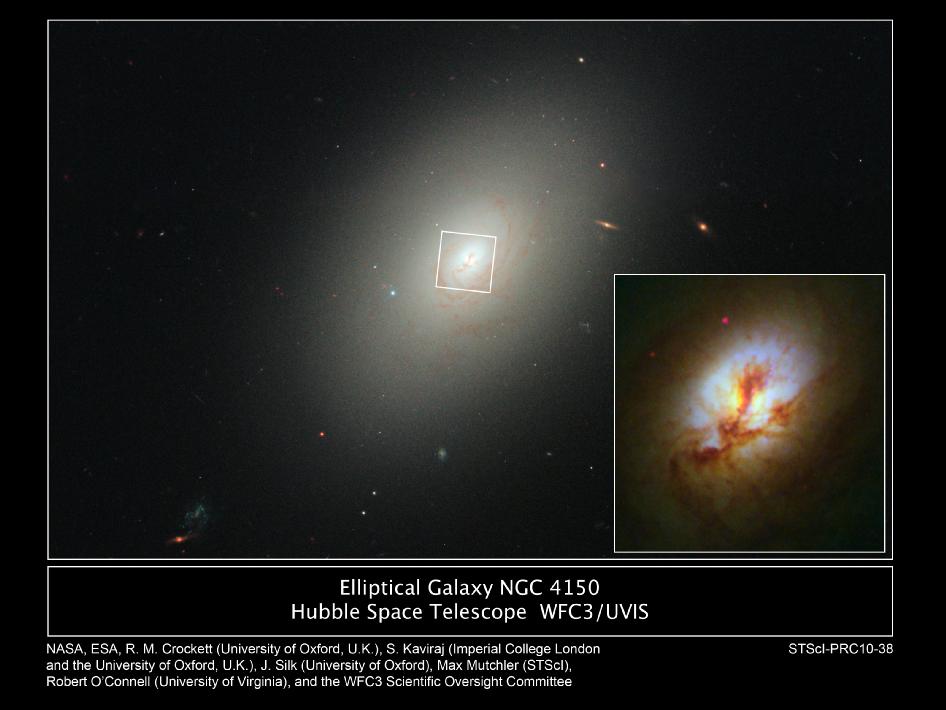 Elliptical Galaxy NGC 4150
Hubble Space Telescope WFC3/UVIS
NASA, ESA, R. M. Crockett (University of Oxford, U.K.), S. Kaviraj (Imperial College London
and the University of Oxford, U.K.), J. Silk (University of Oxford), Max Mutchler (STScI),
Robert O'Connell (University of Virginia), and the WFC3 Scientific Oversight Committee
STScI-PRC10-38